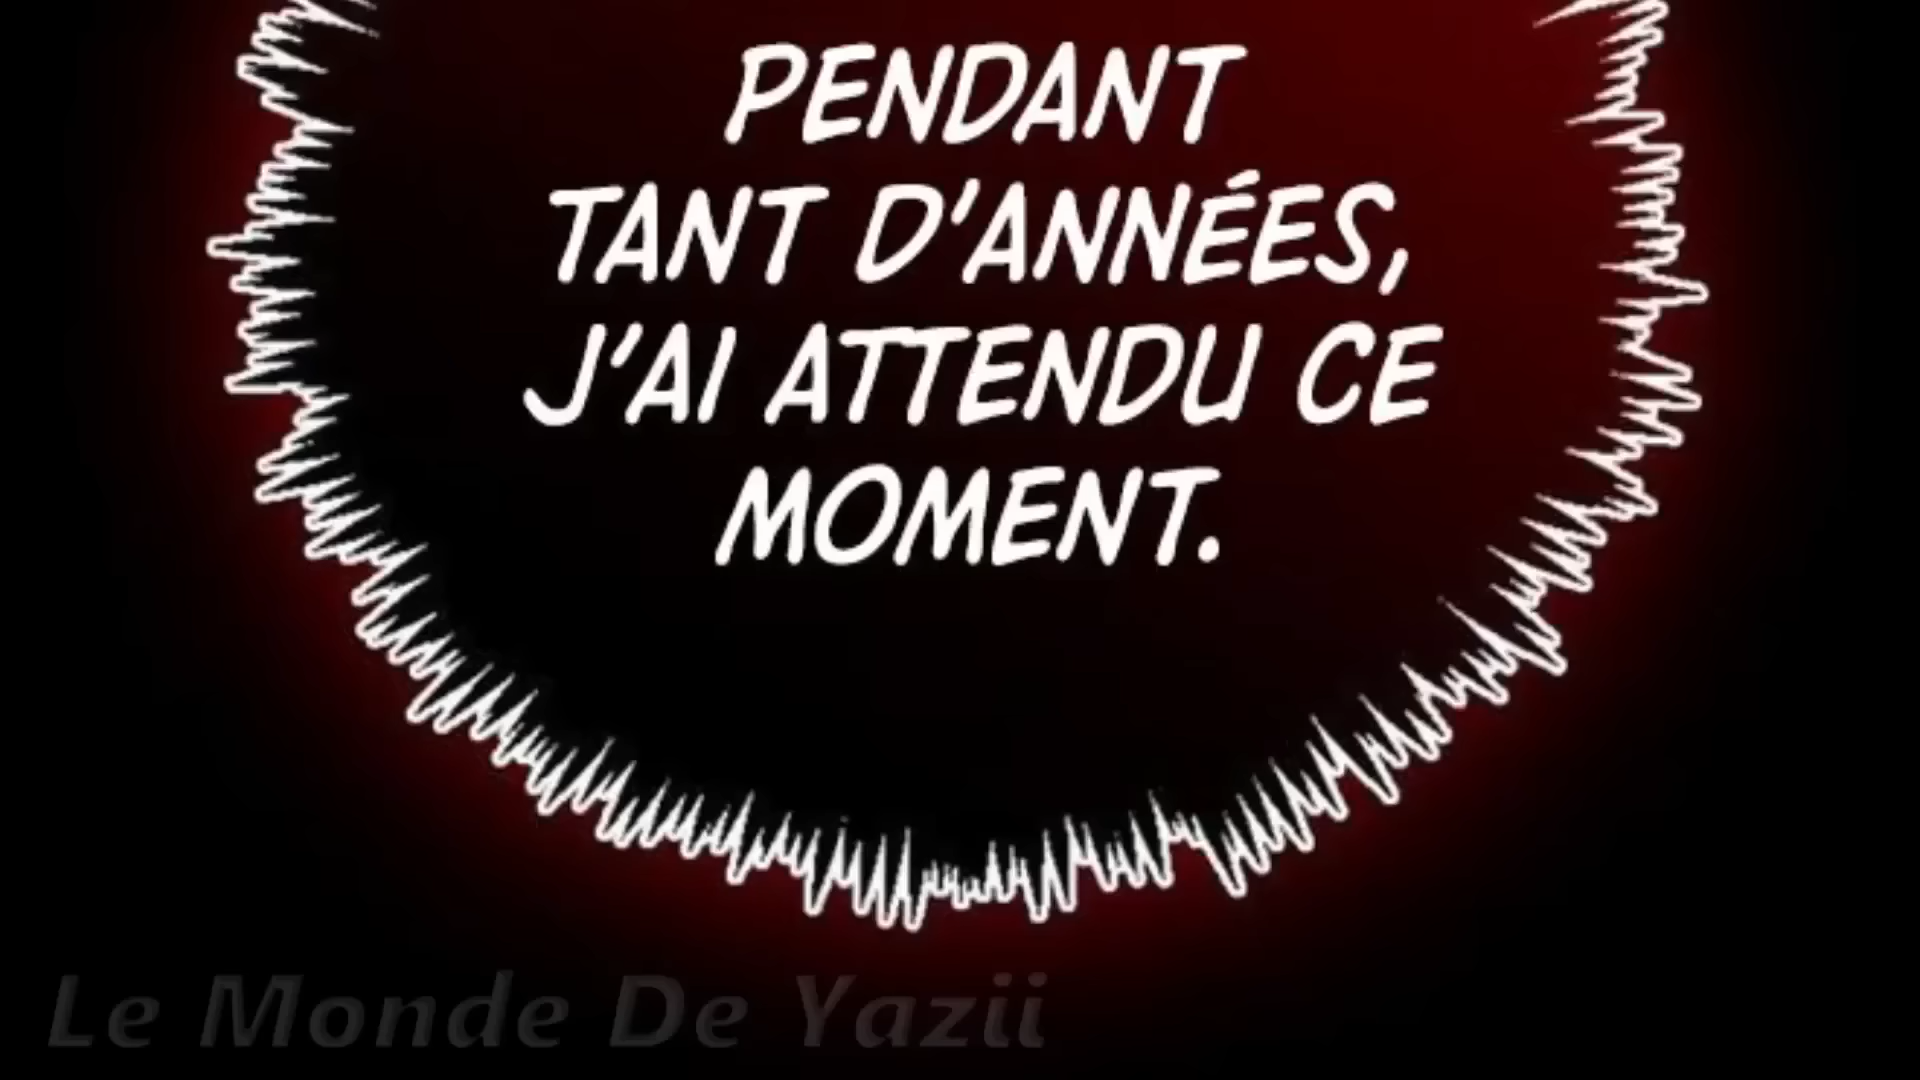 PENDANT
TANT D'ANNÉES,
J'AI ATTENDU CE
MOMENT.
Le Monde De Yazii